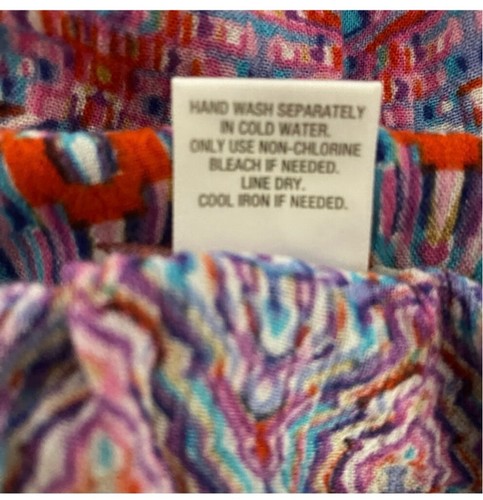 HAND WASH SEPARATELY
IN COLD WATER.
ONLY USE NON-CHLORINE
BLEACH IF NEEDED.
LINE DRY.
COOL IRON IF NEEDED.